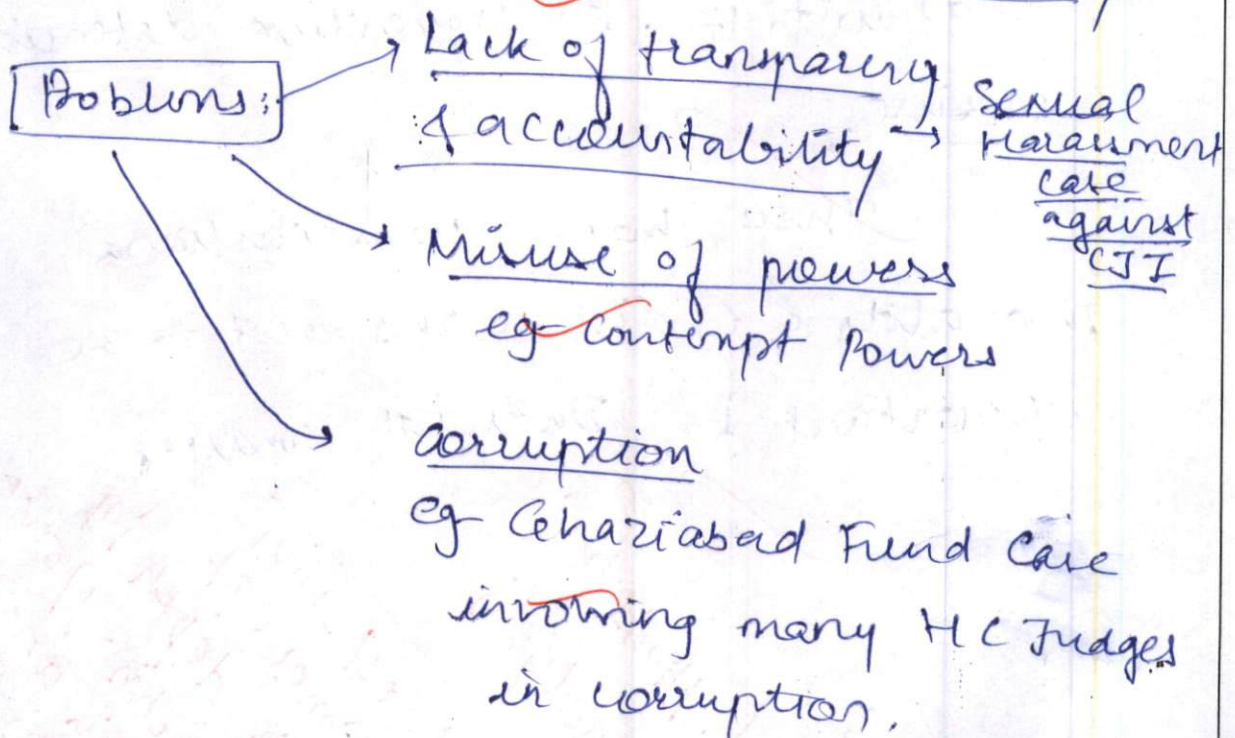 Problems:
Lack of transparency
& accountability → Sexual
Harassment
case
against
CJI
Misuse of powers
eg- Contempt Powers
Corruption
eg Ghaziabad Fund Case
involving many HC Judges
in corruption.